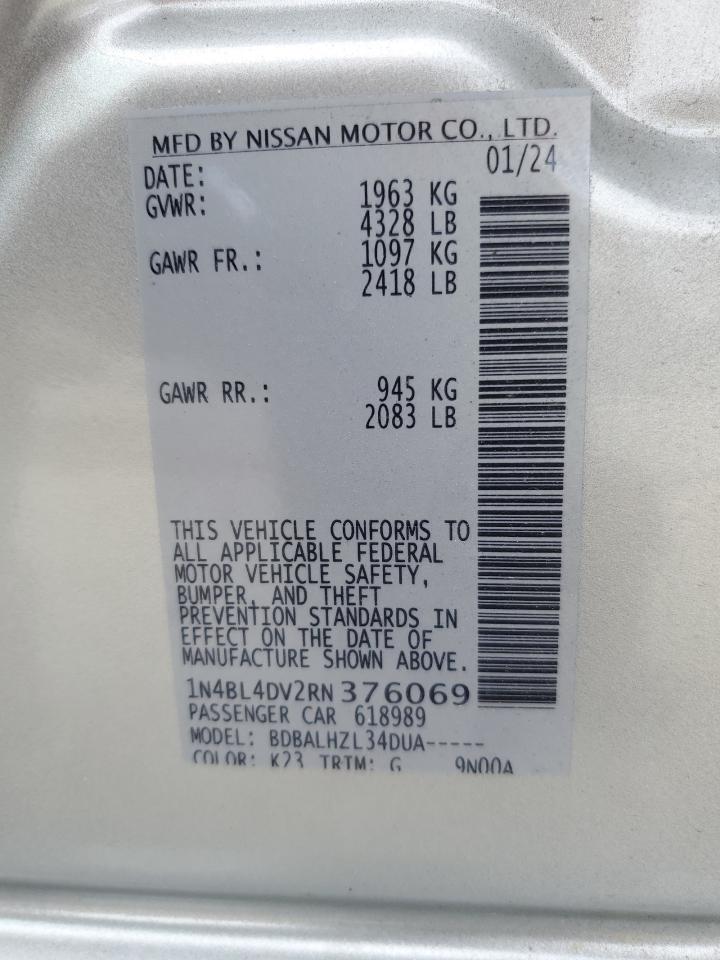 MFD BY NISSAN MOTOR CO., LTD.
DATE: 01/24
GVWR: 1963 KG
4328 LB
GAWR FR.: 1097 KG
2418 LB
GAWR RR.: 945 KG
2083 LB
THIS VEHICLE CONFORMS TO
ALL APPLICABLE FEDERAL
MOTOR VEHICLE SAFETY,
BUMPER, AND THEFT
PREVENTION STANDARDS IN
EFFECT ON THE DATE OF
MANUFACTURE SHOWN ABOVE.
1N4BL4DV2RN376069
PASSENGER CAR 618989
MODEL: BDBALHZL34DUA-----
COLOR: K23 TRIM: G 9N00A